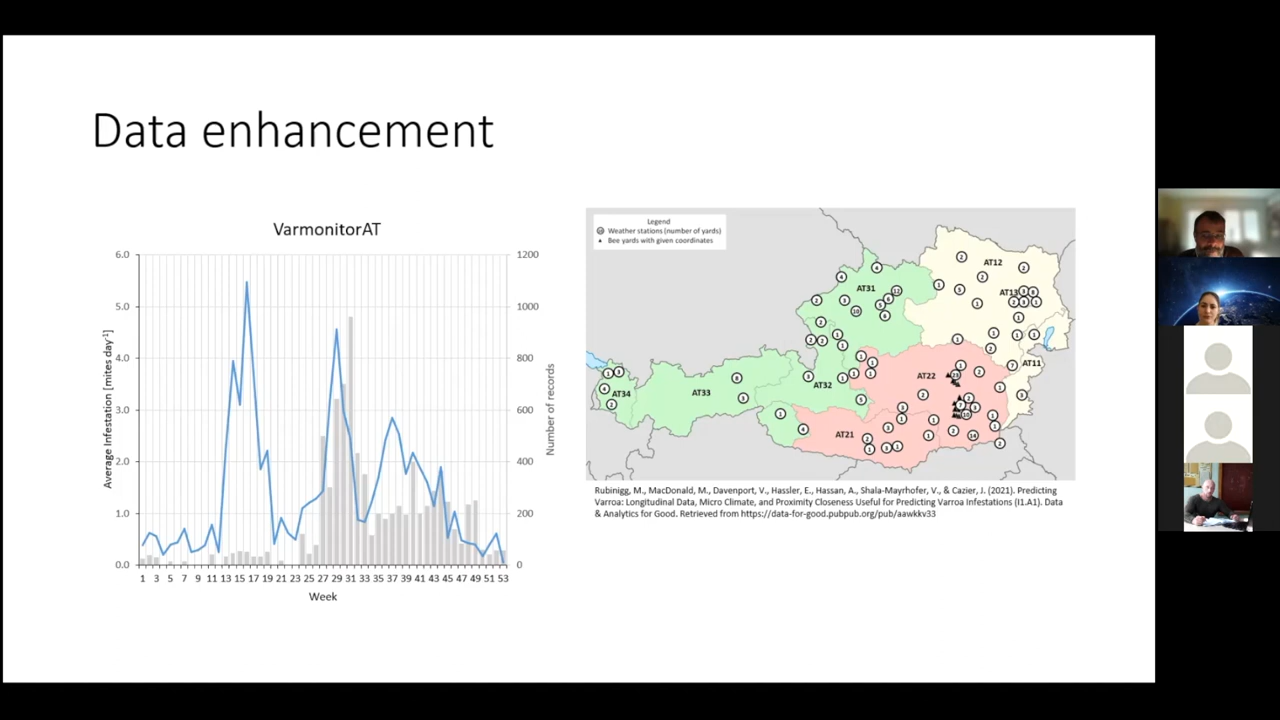 Data enhancement
VarmonitorAT
6.0
5.0
4.0
3.0
2.0
1.0
0.0
Average Infestation [mites day-1]
1200
1000
800
600
400
200
0
Number of records
1 3 5 7 9 11 13 15 17 19 21 23 25 27 29 31 33 35 37 39 41 43 45 47 49 51 53
Week
Legend
Weather stations (number of yards)
Bee yards with given coordinates
AT12
AT31
AT13
AT11
AT22
AT32
AT33
AT34
AT21
Rubinigg, M., MacDonald, M., Davenport, V., Hassler, E., Hassan, A., Shala-Mayrhofer, V., & Cazier, J. (2021). Predicting
Varroa: Longitudinal Data, Micro Climate, and Proximity Closeness Useful for Predicting Varroa Infestations (I1.A1). Data
& Analytics for Good. Retrieved from https://data-for-good.pubpub.org/pub/aawkkv33